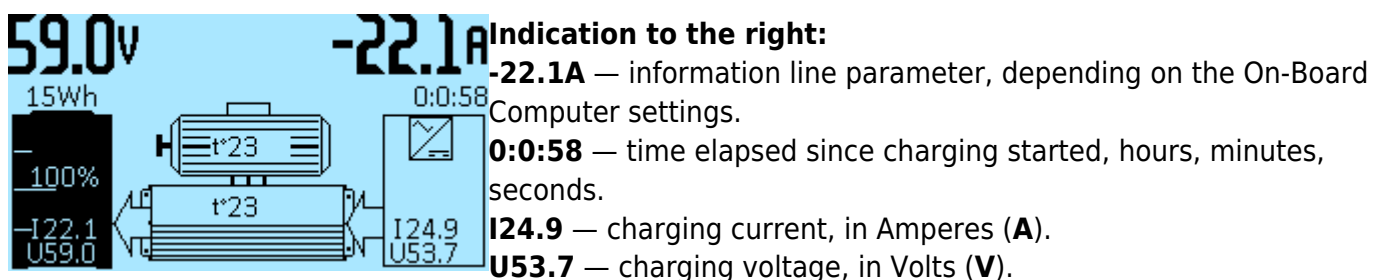 59.0V -22.1A
15Wh 0:0:58
t°23
100%
t°23
I22.1 I24.9
U59.0 U53.7
Indication to the right:
-22.1A — information line parameter, depending on the On-Board
Computer settings.
0:0:58 — time elapsed since charging started, hours, minutes,
seconds.
I24.9 — charging current, in Amperes (A).
U53.7 — charging voltage, in Volts (V).